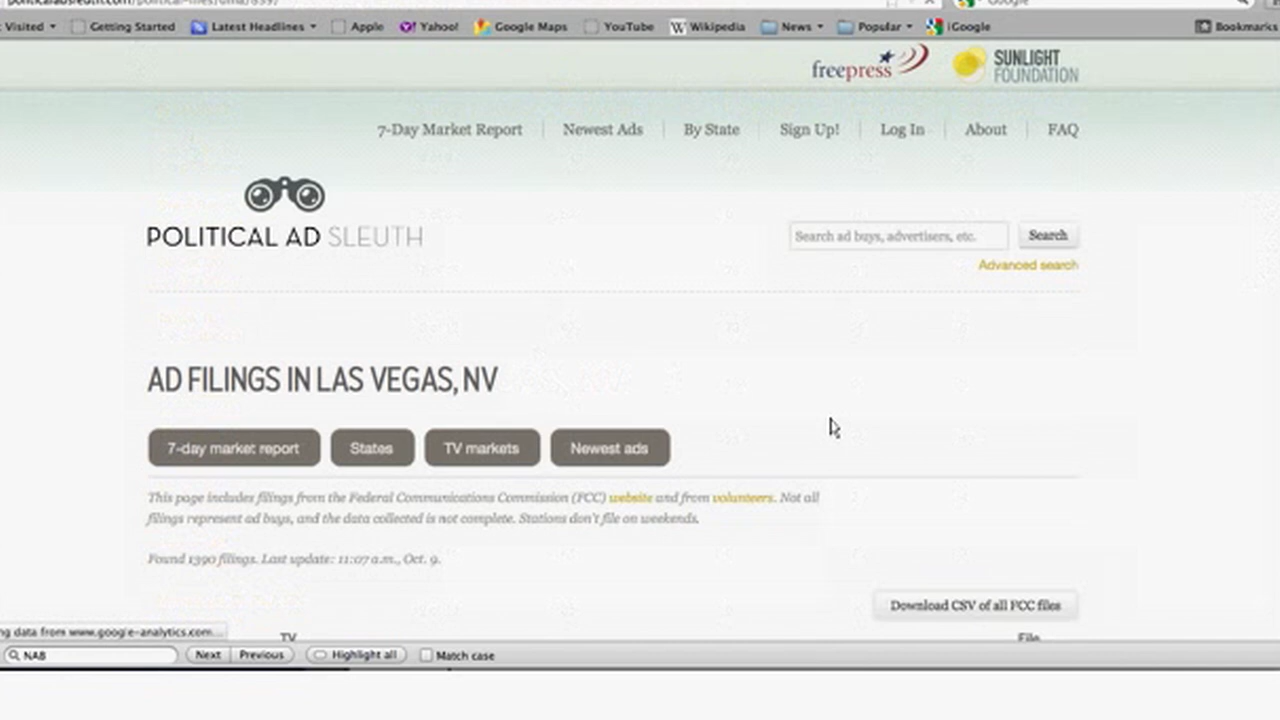 Visited Getting Started Latest Headlines Apple Yahoo! Google Maps YouTube Wikipedia News Popular iGoogle Bookmarks
freepress SUNLIGHT
FOUNDATION
7-Day Market Report Newest Ads By State Sign Up! Log In About FAQ
POLITICAL AD SLEUTH
Search ad buys, advertisers, etc. Search
Advanced search
AD FILINGS IN LAS VEGAS, NV
7-day market report States TV markets Newest ads
This page includes filings from the Federal Communications Commission (FCC) website and from volunteers. Not all
filings represent ad buys, and the data collected is not complete. Stations don't file on weekends.
Found 1390 filings. Last update: 11:07 a.m., Oct. 9.
Download CSV of all FCC files
data from www.google-analytics.com...
TV File
NAB Next Previous Highlight all Match case